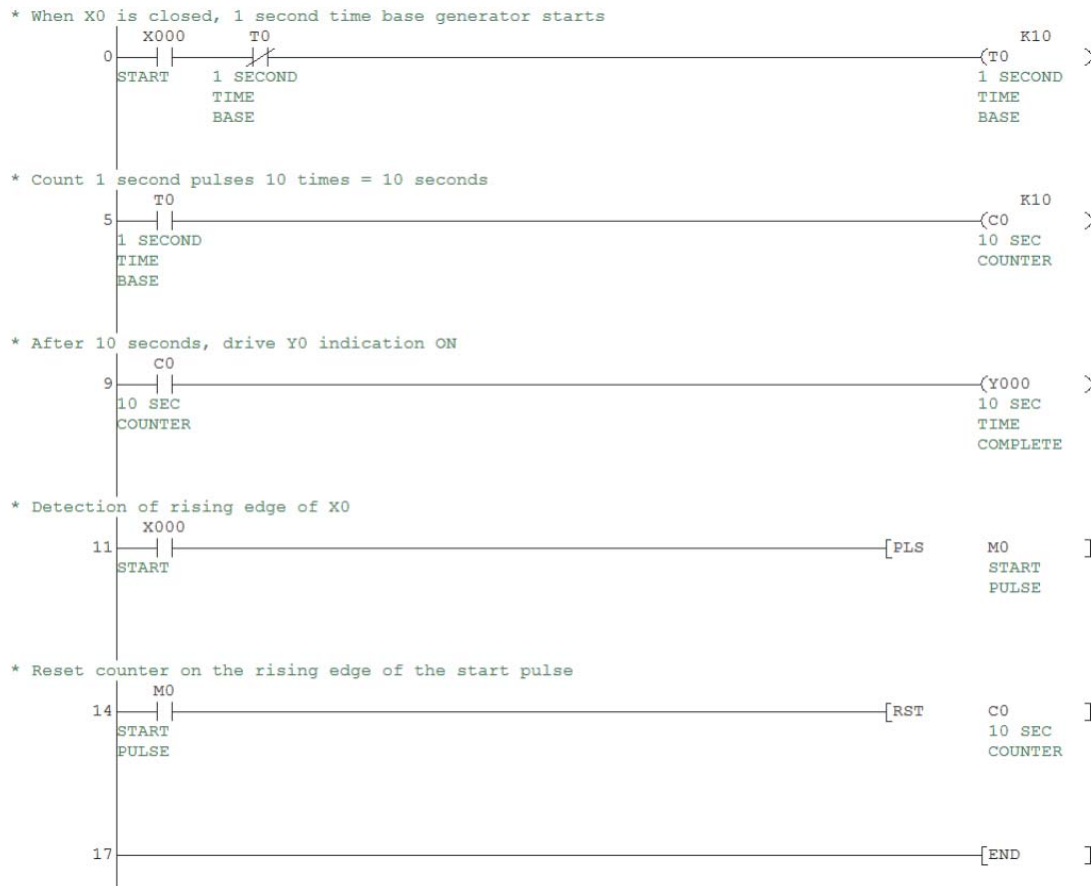 * When X0 is closed, 1 second time base generator starts
X000 T0 K10
0 (T0 )
START 1 SECOND 1 SECOND
TIME TIME
BASE BASE
* Count 1 second pulses 10 times = 10 seconds
T0 K10
5 (C0 )
1 SECOND 10 SEC
TIME COUNTER
BASE
* After 10 seconds, drive Y0 indication ON
C0
9 (Y000 )
10 SEC 10 SEC
COUNTER TIME
COMPLETE
* Detection of rising edge of X0
X000
11 [PLS M0 ]
START START
PULSE
* Reset counter on the rising edge of the start pulse
M0
14 [RST C0 ]
START 10 SEC
PULSE COUNTER
17 [END ]